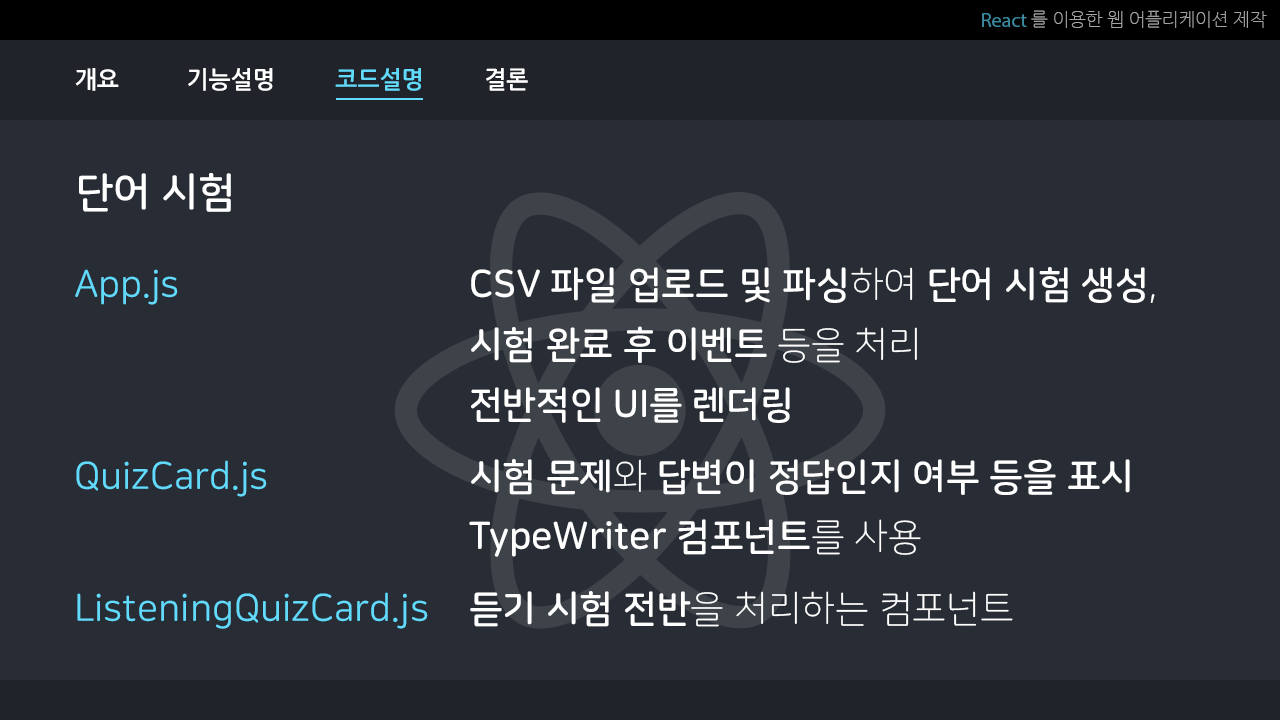 React 를 이용한 웹 어플리케이션 제작
개요 기능설명 코드설명 결론
단어 시험
App.js CSV 파일 업로드 및 파싱하여 단어 시험 생성,
시험 완료 후 이벤트 등을 처리
전반적인 UI를 렌더링
QuizCard.js 시험 문제와 답변이 정답인지 여부 등을 표시
TypeWriter 컴포넌트를 사용
ListeningQuizCard.js 듣기 시험 전반을 처리하는 컴포넌트